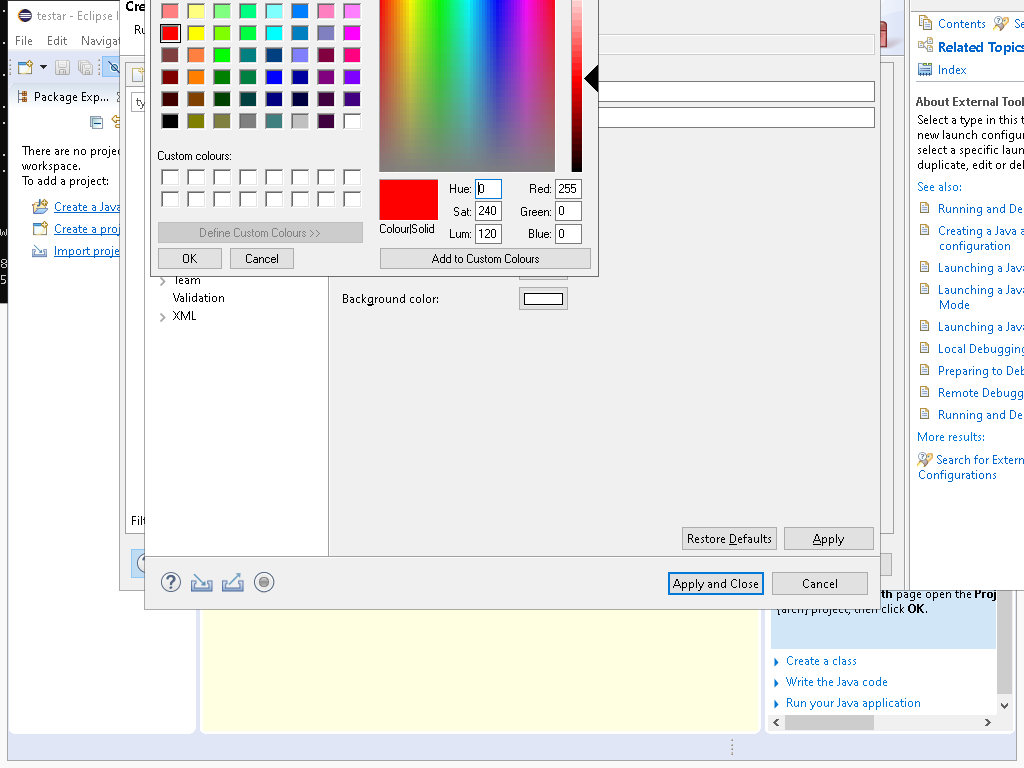 testar - Eclipse I
File
Edit
Navigat
Package Exp...
There are no projec
workspace.
To add a project:
Create a Java
Create a proj
Import proje
Cre
Ru
ty
Custom colours:
Define Custom Colours >>
OK
Cancel
Colour|Solid
Hue: 0
Sat: 240
Lum: 120
Red: 255
Green: 0
Blue: 0
Add to Custom Colours
Team
Validation
XML
Background color:
Filt
Restore Defaults
Apply
Apply and Close
Cancel
Contents
Se
Related Topics
Index
About External Tool
Select a type in this t
new launch configur
select a specific laun
duplicate, edit or del
See also:
Running and De
Creating a Java a
configuration
Launching a Java
Launching a Java
Mode
Launching a Java
Local Debugging
Preparing to Deb
Remote Debugg
Running and De
More results:
Search for Extern
Configurations
th page open the Proj
{arch} project, then click OK.
Create a class
Write the Java code
Run your Java application